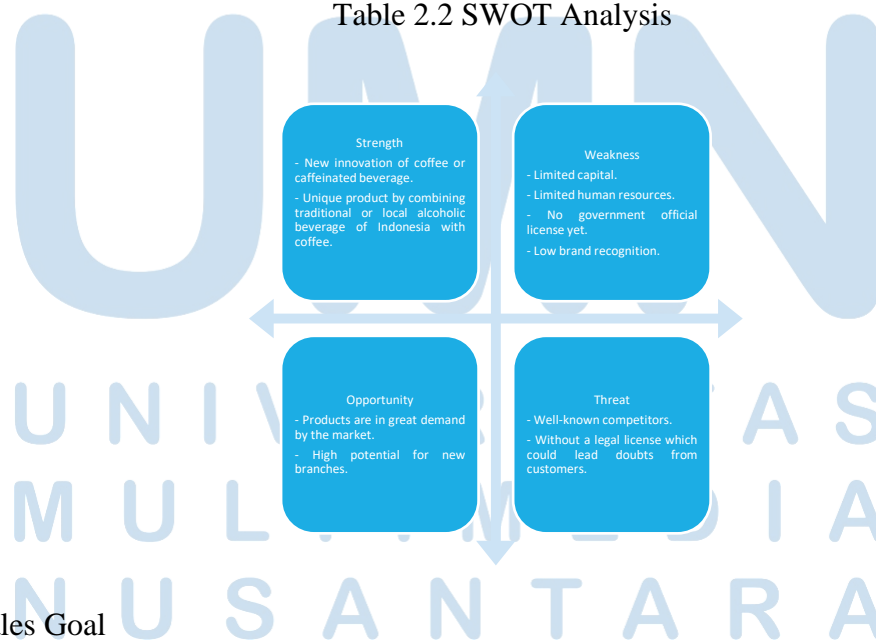 Table 2.2 SWOT Analysis
Strength
- New innovation of coffee or
caffeinated beverage.
- Unique product by combining
traditional or local alcoholic
beverage of Indonesia with
coffee.
Weakness
- Limited capital.
- Limited human resources.
- No government official
license yet.
- Low brand recognition.
Opportunity
- Products are in great demand
by the market.
- High potential for new
branches.
Threat
- Well-known competitors.
- Without a legal license which
could lead doubts from
customers.
UMN
NUSANTARA
Goal